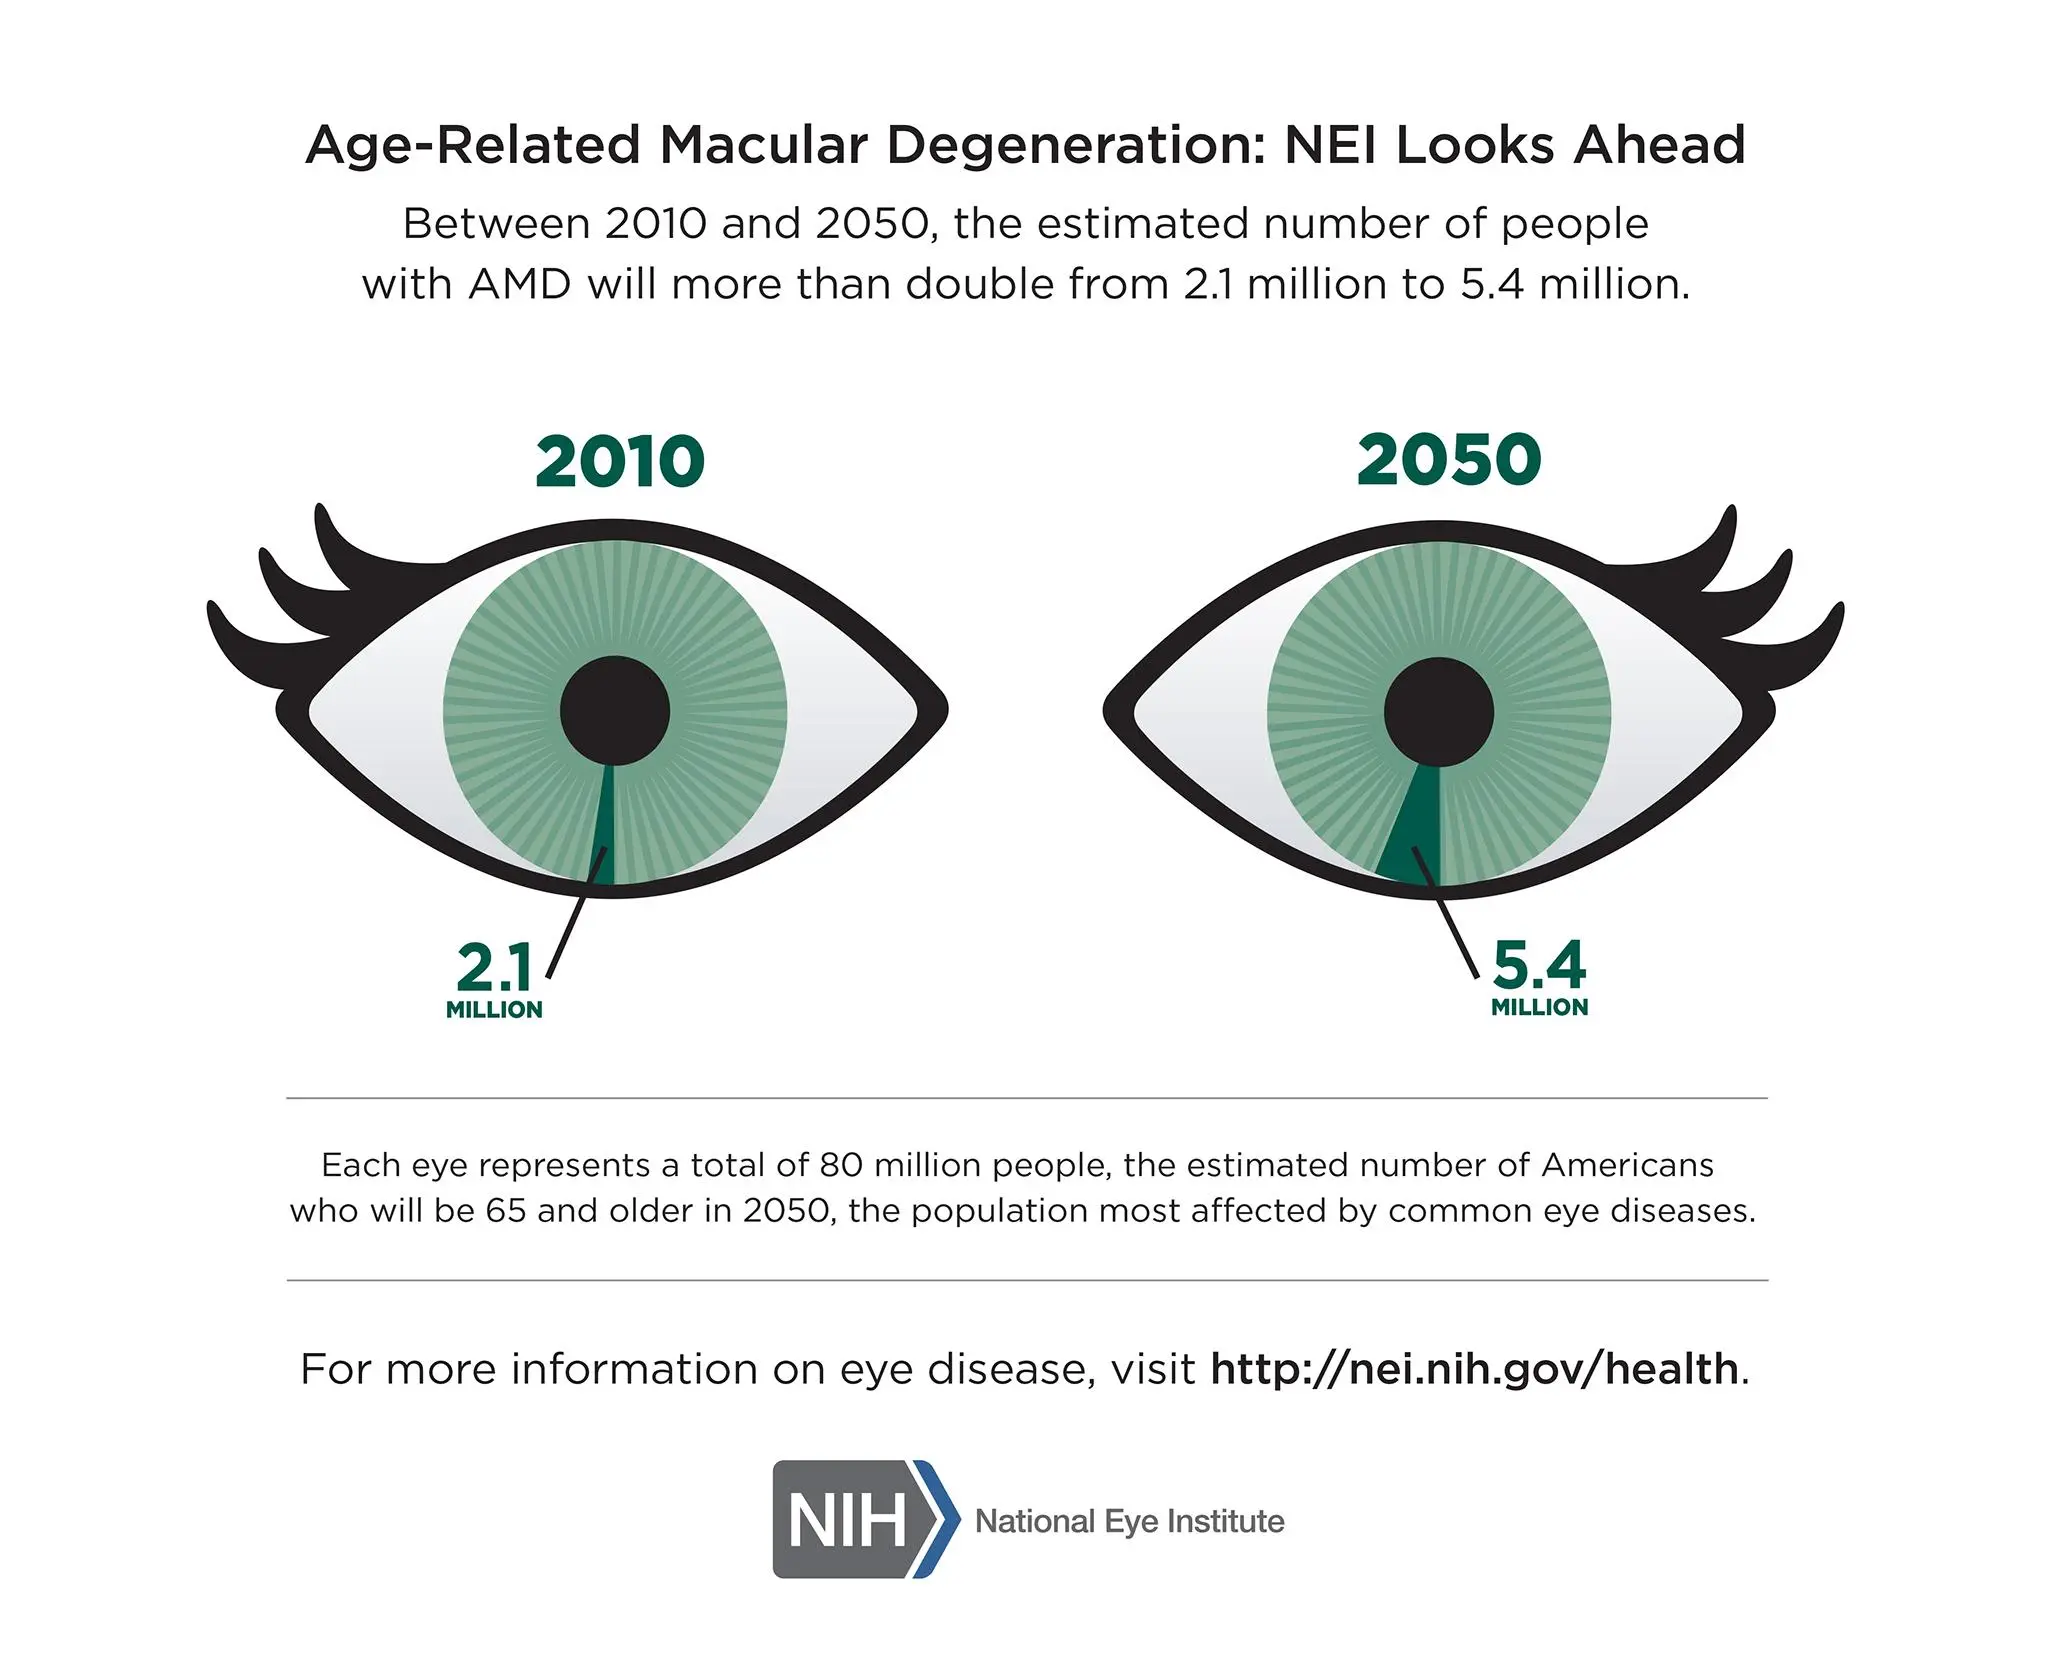 Age-Related Macular Degeneration: NEI Looks Ahead
Between 2010 and 2050, the estimated number of people
with AMD will more than double from 2.1 million to 5.4 million.
2010
2050
2.1
MILLION
5.4
MILLION
Each eye represents a total of 80 million people, the estimated number of Americans
who will be 65 and older in 2050, the population most affected by common eye diseases.
For more information on eye disease, visit http://nei.nih.gov/health.
NIH National Eye Institute